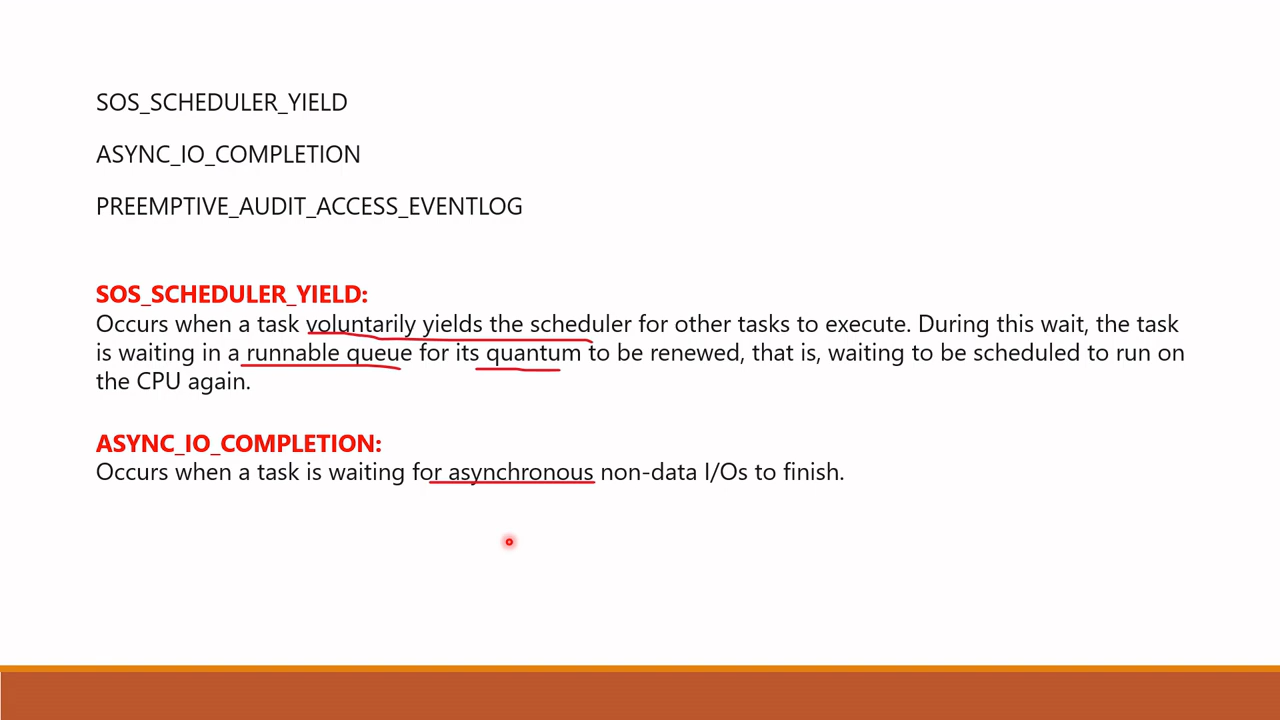 SOS_SCHEDULER_YIELD
ASYNC_IO_COMPLETION
PREEMPTIVE_AUDIT_ACCESS_EVENTLOG
SOS_SCHEDULER_YIELD:
Occurs when a task voluntarily yields the scheduler for other tasks to execute. During this wait, the task
is waiting in a runnable queue for its quantum to be renewed, that is, waiting to be scheduled to run on
the CPU again.
ASYNC_IO_COMPLETION:
Occurs when a task is waiting for asynchronous non-data I/Os to finish.